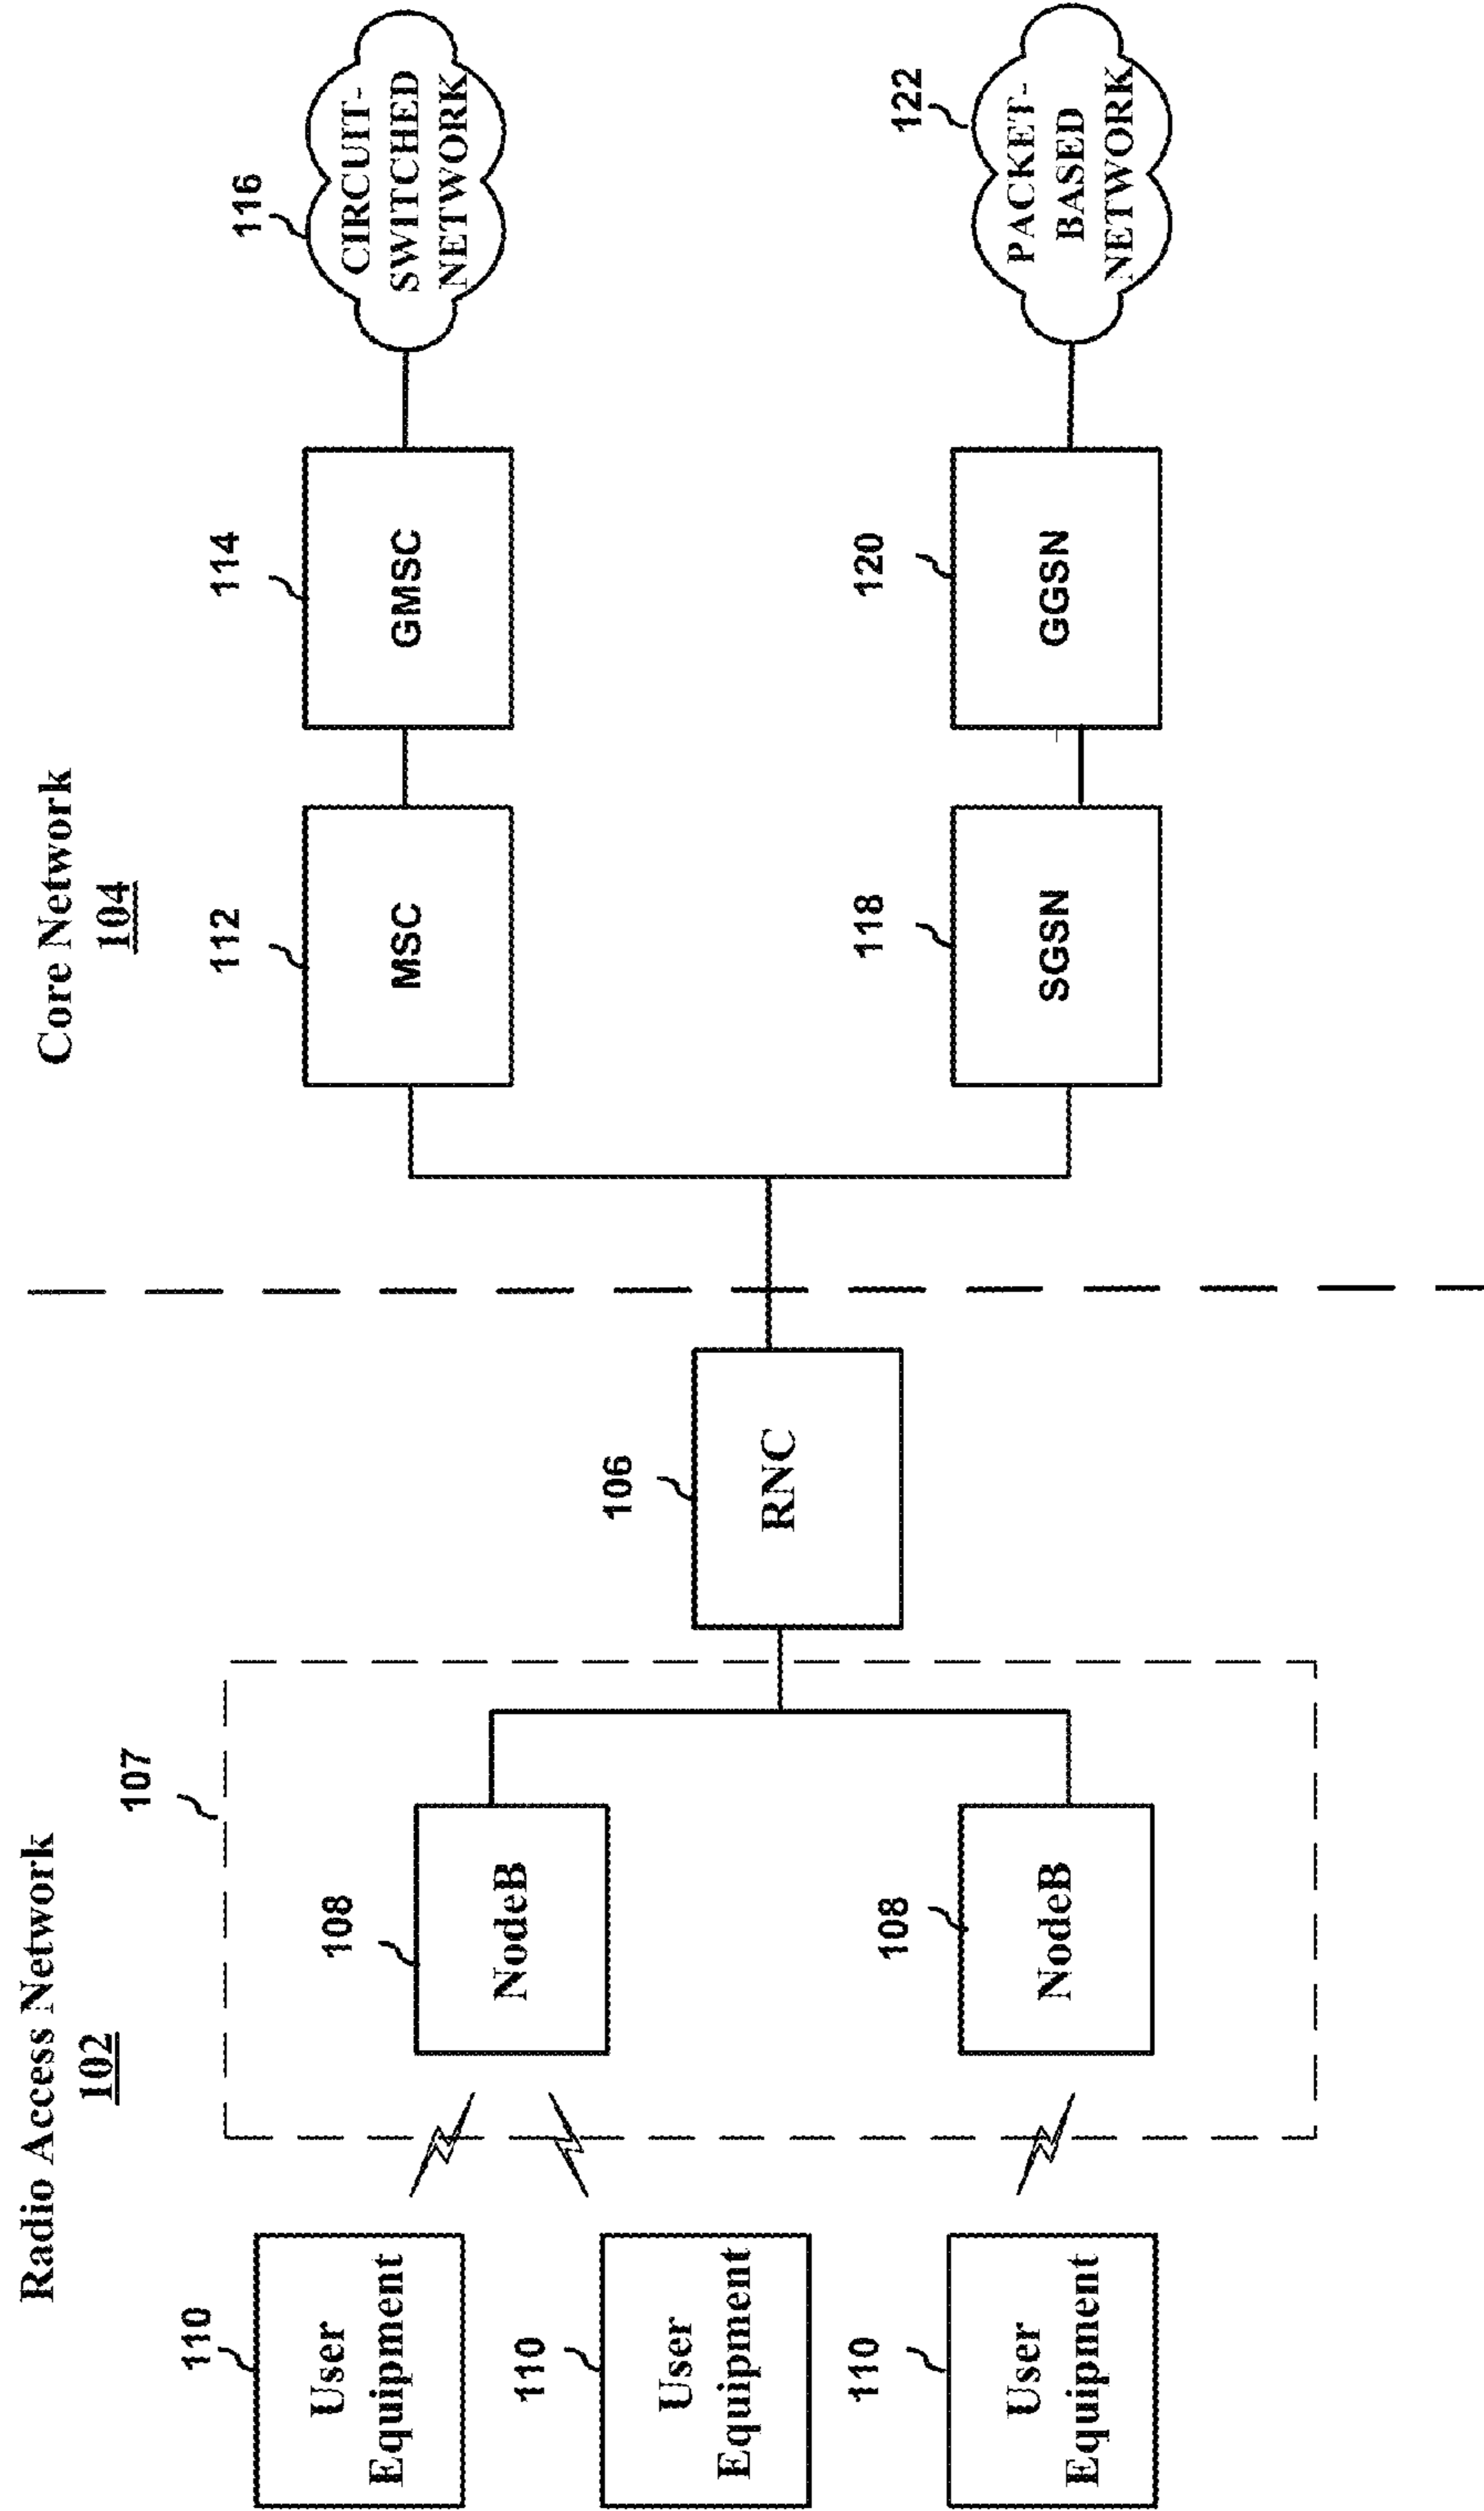 Radio Access Network
102
Core Network
104
107
110
User
Equipment
110
User
Equipment
110
User
Equipment
108
NodeB
108
NodeB
106
RNC
112
MSC
114
GMSC
116
CIRCUIT-
SWITCHED
NETWORK
118
SGSN
120
GGSN
122
PACKET-
BASED
NETWORK